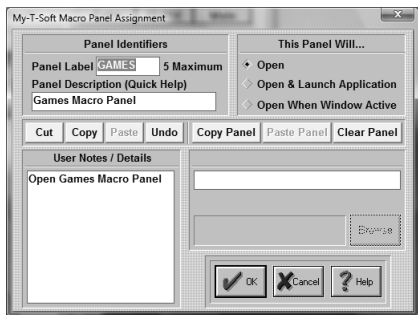 My-T-Soft Macro Panel Assignment
Panel Identifiers
Panel Label GAMES 5 Maximum
Panel Description (Quick Help)
Games Macro Panel
This Panel Will...
Open
Open & Launch Application
Open When Window Active
Cut Copy Paste Undo Copy Panel Paste Panel Clear Panel
User Notes / Details
Open Games Macro Panel
Browse
OK Cancel Help